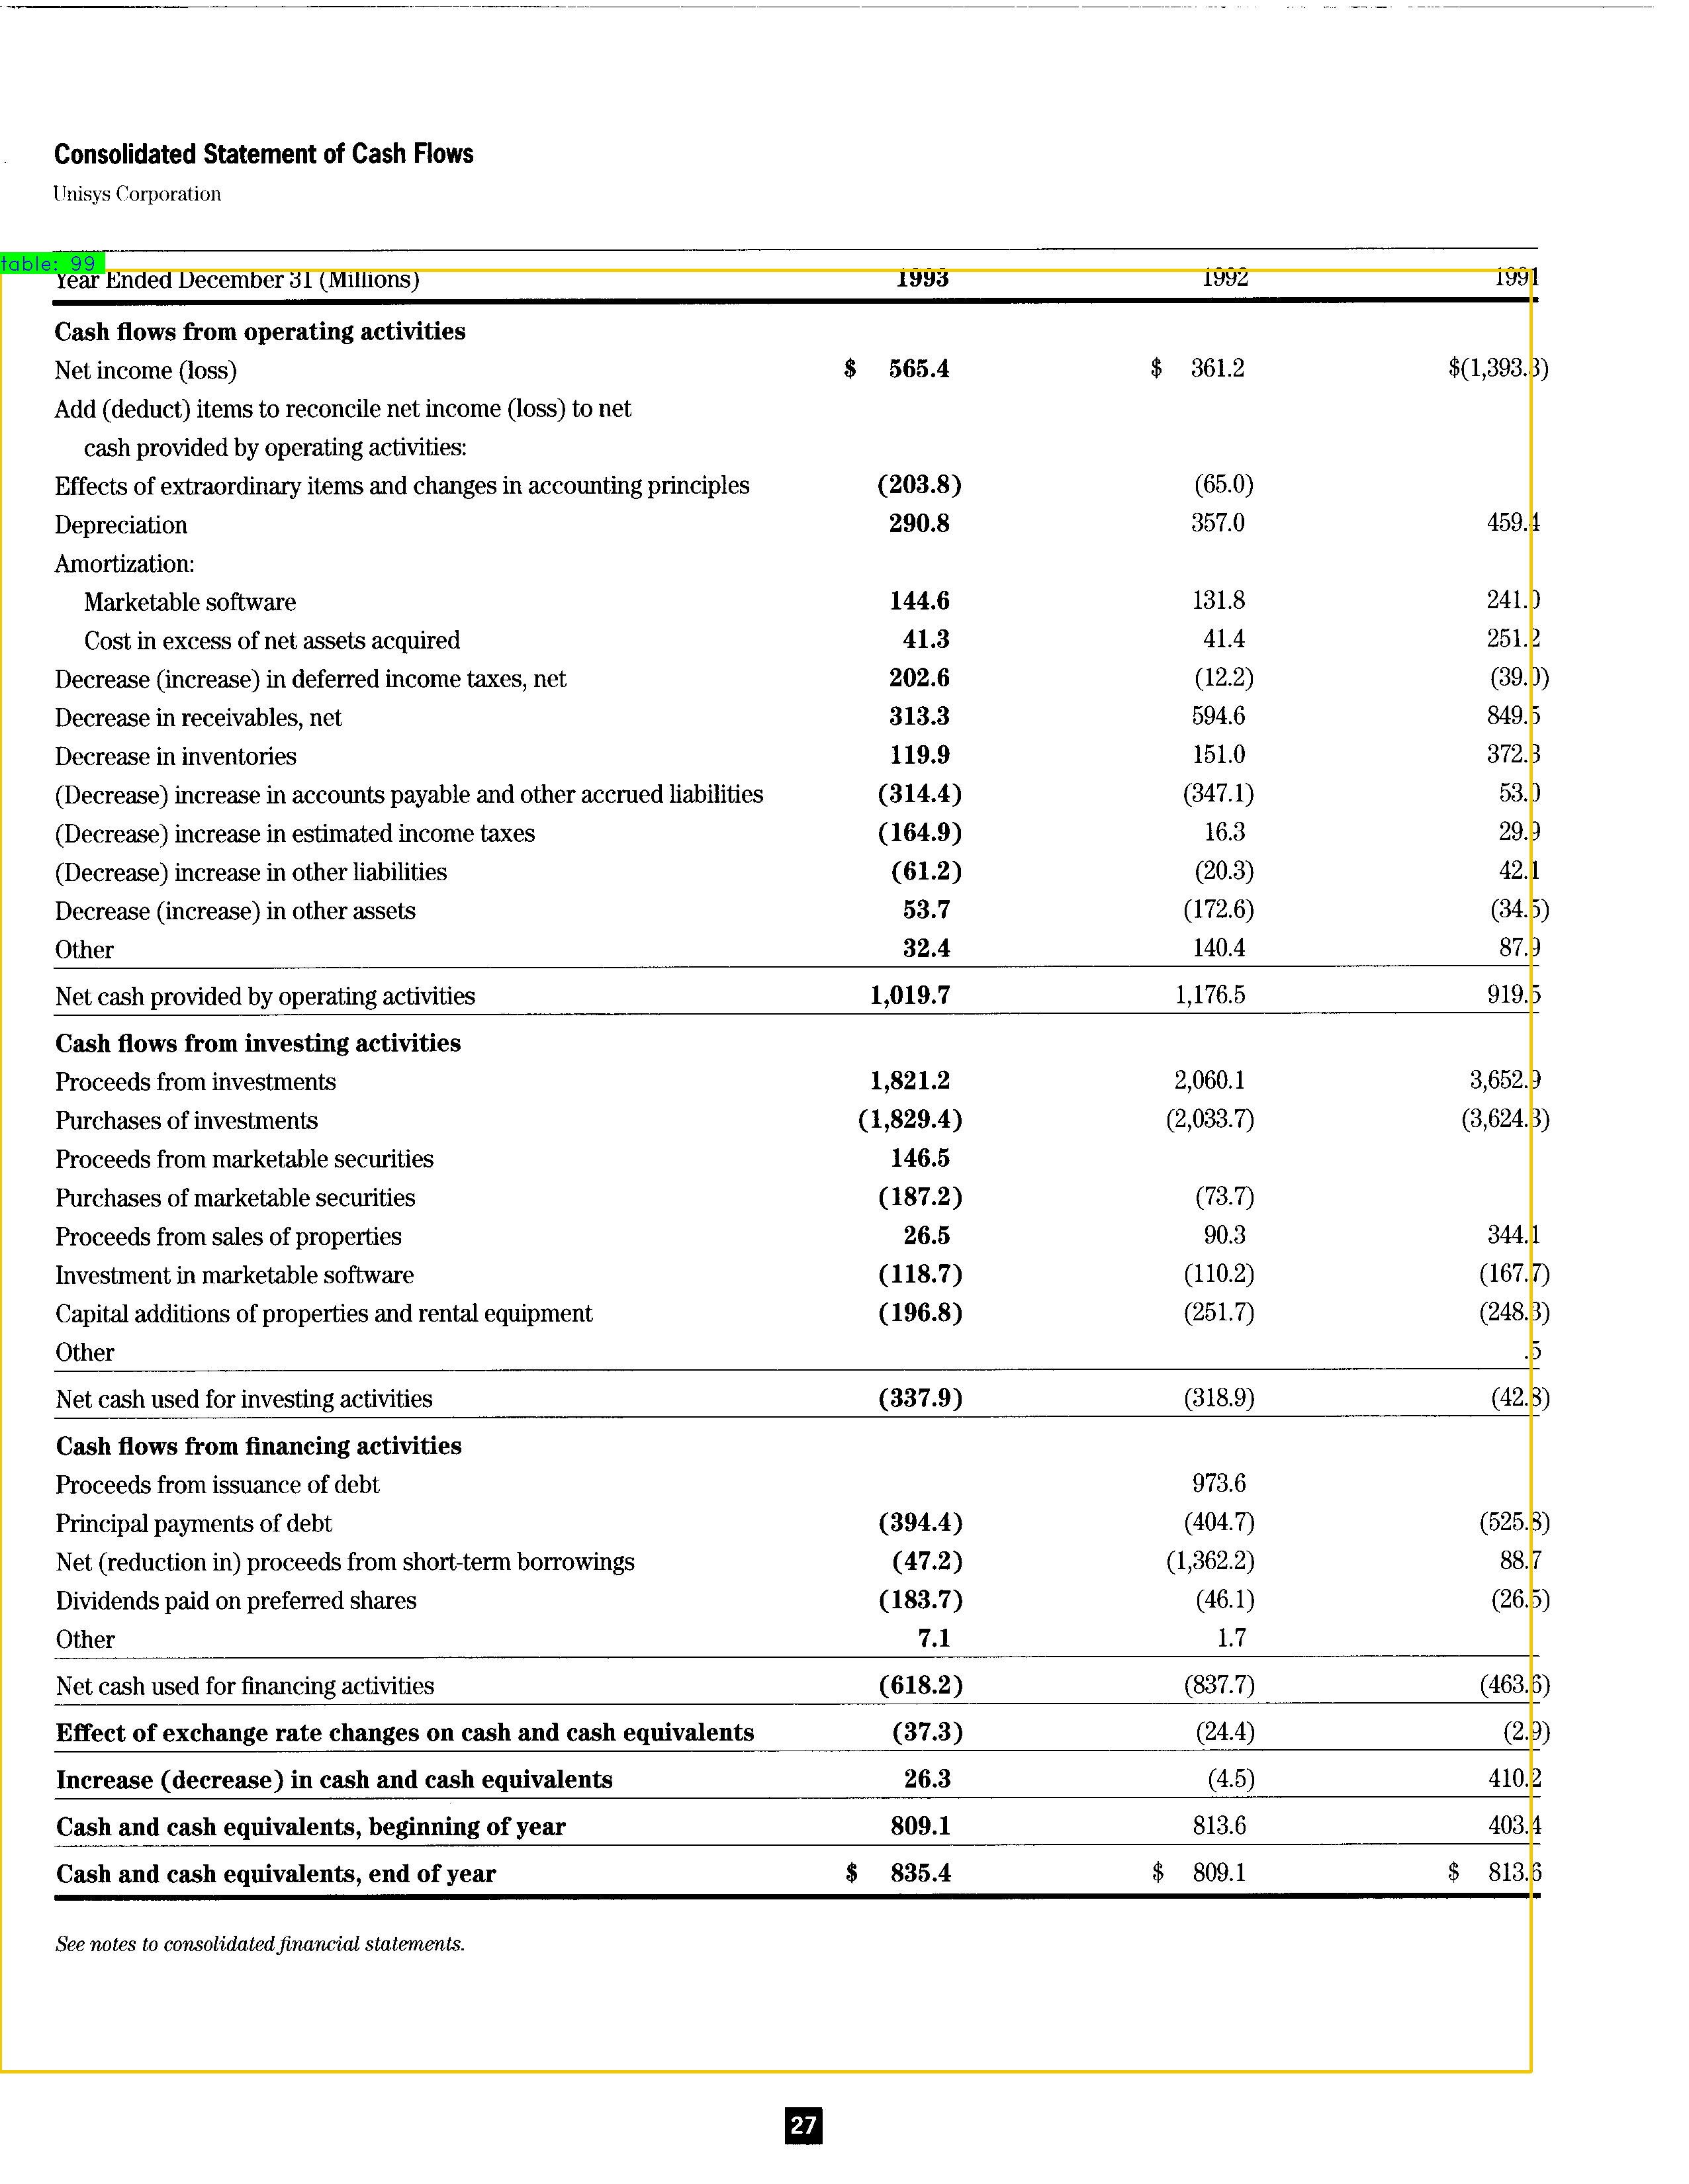 Consolidated Statement of Cash Flows
Unisys Corporation
table: 99
Year Ended December 31 (Millions) 1993 1992 1991
Cash flows from operating activities
Net income (loss) $ 565.4 $ 361.2 $(1,393.3)
Add (deduct) items to reconcile net income (loss) to net
cash provided by operating activities:
Effects of extraordinary items and changes in accounting principles (203.8) (65.0)
Depreciation 290.8 357.0 459.4
Amortization:
Marketable software 144.6 131.8 241.0
Cost in excess of net assets acquired 41.3 41.4 251.2
Decrease (increase) in deferred income taxes, net 202.6 (12.2) (39.0)
Decrease in receivables, net 313.3 594.6 849.5
Decrease in inventories 119.9 151.0 372.3
(Decrease) increase in accounts payable and other accrued liabilities (314.4) (347.1) 53.0
(Decrease) increase in estimated income taxes (164.9) 16.3 29.9
(Decrease) increase in other liabilities (61.2) (20.3) 42.1
Decrease (increase) in other assets 53.7 (172.6) (34.5)
Other 32.4 140.4 87.9
Net cash provided by operating activities 1,019.7 1,176.5 919.5
Cash flows from investing activities
Proceeds from investments 1,821.2 2,060.1 3,652.9
Purchases of investments (1,829.4) (2,033.7) (3,624.3)
Proceeds from marketable securities 146.5
Purchases of marketable securities (187.2) (73.7)
Proceeds from sales of properties 26.5 90.3 344.1
Investment in marketable software (118.7) (110.2) (167.7)
Capital additions of properties and rental equipment (196.8) (251.7) (248.3)
Other .5
Net cash used for investing activities (337.9) (318.9) (42.8)
Cash flows from financing activities
Proceeds from issuance of debt 973.6
Principal payments of debt (394.4) (404.7) (525.8)
Net (reduction in) proceeds from short-term borrowings (47.2) (1,362.2) 88.7
Dividends paid on preferred shares (183.7) (46.1) (26.5)
Other 7.1 1.7
Net cash used for financing activities (618.2) (837.7) (463.6)
Effect of exchange rate changes on cash and cash equivalents (37.3) (24.4) (2.9)
Increase (decrease) in cash and cash equivalents 26.3 (4.5) 410.2
Cash and cash equivalents, beginning of year 809.1 813.6 403.4
Cash and cash equivalents, end of year $ 835.4 $ 809.1 $ 813.6
See notes to consolidated financial statements.
27